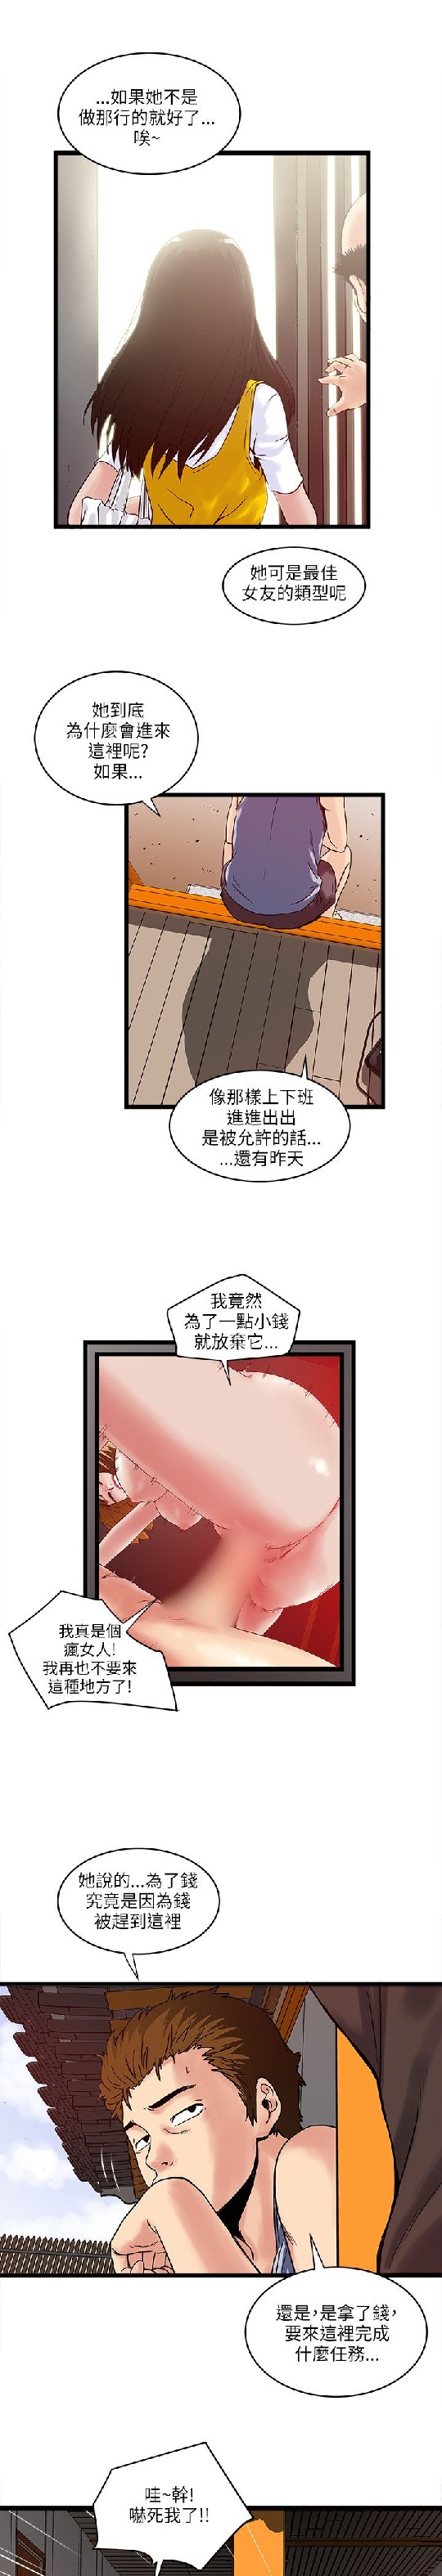 ...如果她不是
做那行的就好了...
唉~
她可是最佳
女友的類型呢
她到底
為什麼會進來
這裡呢?
如果...
像那樣上下班
進進出出
是被允許的話...
...還有昨天
我竟然
為了一點小錢
就放棄它...
我真是個
瘋女人!
我再也不要來
這種地方了!
她說的...為了錢
究竟是因為錢
被趕到這裡
還是,是拿了錢,
要來這裡完成
什麼任務...
哇~幹!
嚇死我了!!